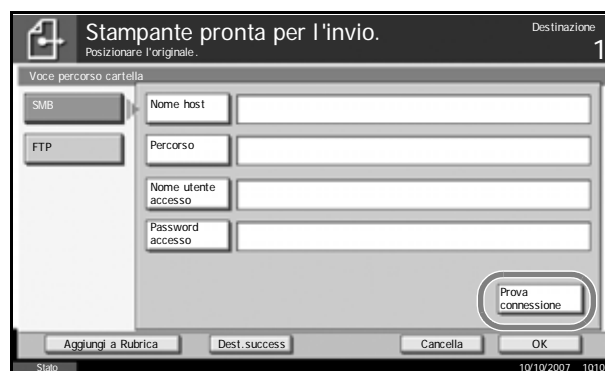 Stampante pronta per l'invio.
Posizionare l'originale.
Destinazione
1
Voce percorso cartella
SMB
Nome host
FTP
Percorso
Nome utente
accesso
Password
accesso
Prova
connessione
Aggiungi a Rubrica
Dest.success
Cancella
OK
Stato
10/10/2007 1010